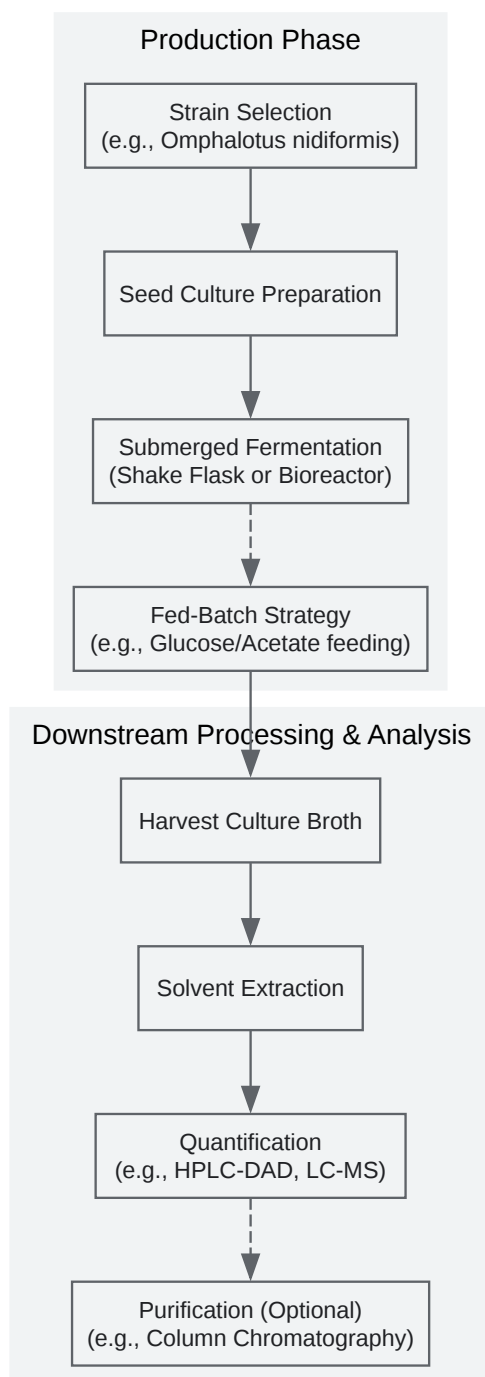 Production Phase
Strain Selection
(e.g., Omphalotus nidiformis)
Seed Culture Preparation
Submerged Fermentation
(Shake Flask or Bioreactor)
Fed-Batch Strategy
(e.g., Glucose/Acetate feeding)
Downstream Processing & Analysis
Harvest Culture Broth
Solvent Extraction
Quantification
(e.g., HPLC-DAD, LC-MS)
Purification (Optional)
(e.g., Column Chromatography)